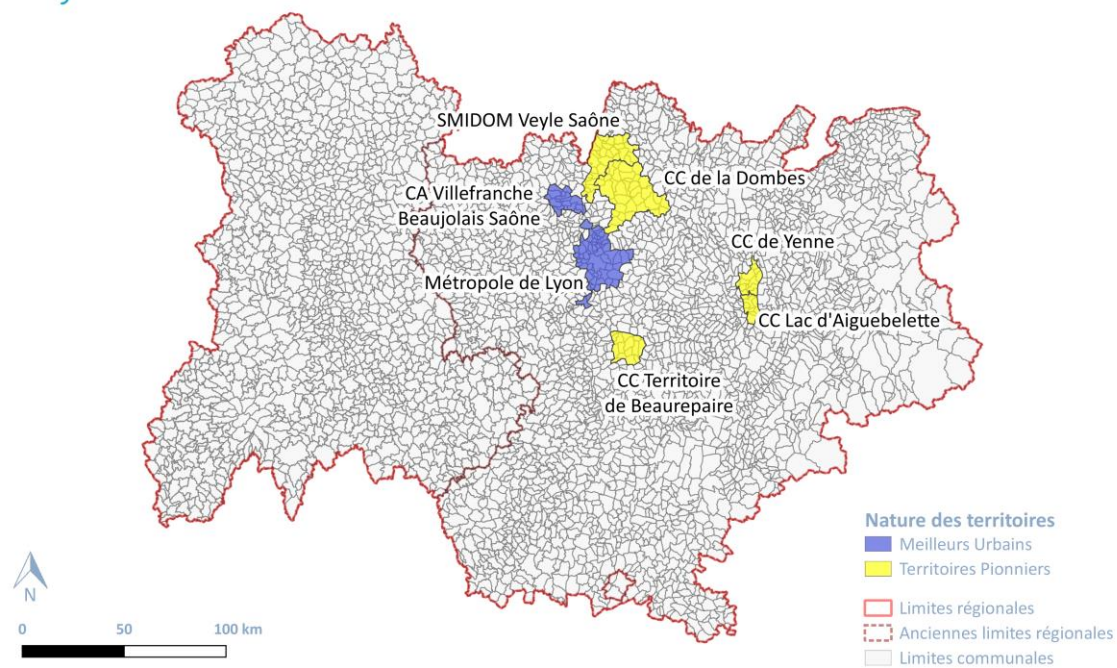 SMIDOM Veyle Saône
CC de la Dombes
CA Villefranche
Beaujolais Saône
CC de Yenne
Métropole de Lyon
CC Lac d'Aiguebelette
CC Territoire
de Beaurepaire
Nature des territoires
Meilleurs Urbains
Territoires Pionniers
Limites régionales
Anciennes limites régionales
Limites communales
N
0 50 100 km